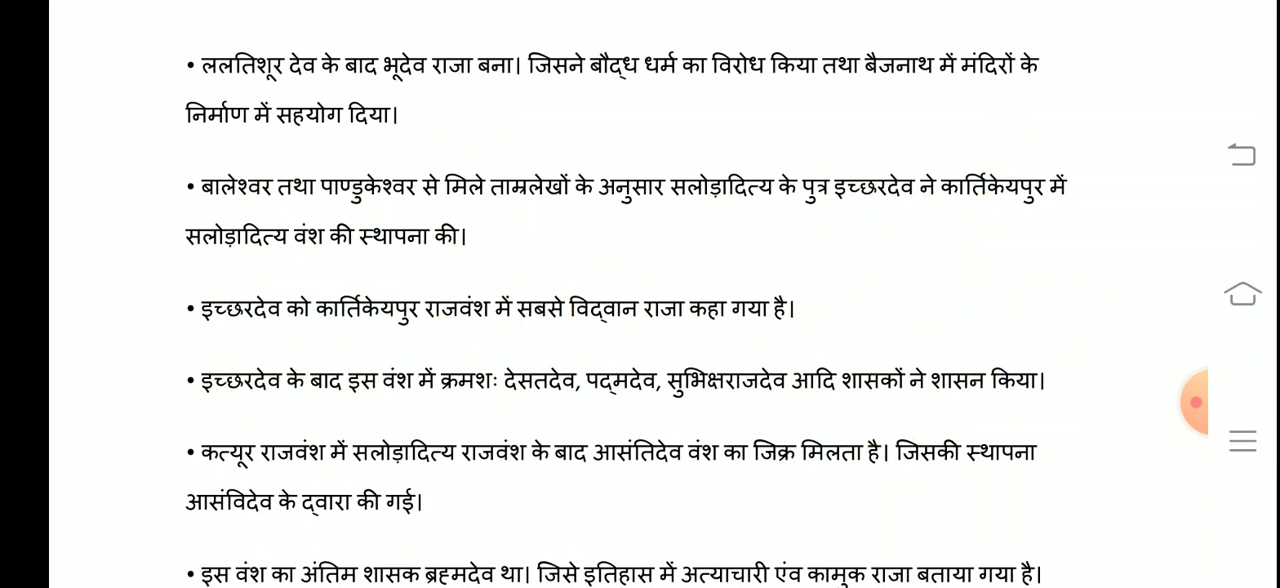 • ललतिशूर देव के बाद भूदेव राजा बना। जिसने बौद्ध धर्म का विरोध किया तथा बैजनाथ में मंदिरों के
निर्माण में सहयोग दिया।
• बालेश्वर तथा पाण्डुकेश्वर से मिले ताम्रलेखों के अनुसार सलोड़ादित्य के पुत्र इच्छरदेव ने कार्तिकेयपुर में
सलोड़ादित्य वंश की स्थापना की।
• इच्छरदेव को कार्तिकेयपुर राजवंश में सबसे विद्वान राजा कहा गया है।
• इच्छरदेव के बाद इस वंश में क्रमशः देसतदेव, पद्मदेव, सुभिक्षराजदेव आदि शासकों ने शासन किया।
• कत्यूर राजवंश में सलोड़ादित्य राजवंश के बाद आसंतिदेव वंश का जिक्र मिलता है। जिसकी स्थापना
आसंविदेव के द्वारा की गई।
• इस वंश का अंतिम शासक ब्रह्मदेव था। जिसे इतिहास में अत्याचारी एंव कामुक राजा बताया गया है।